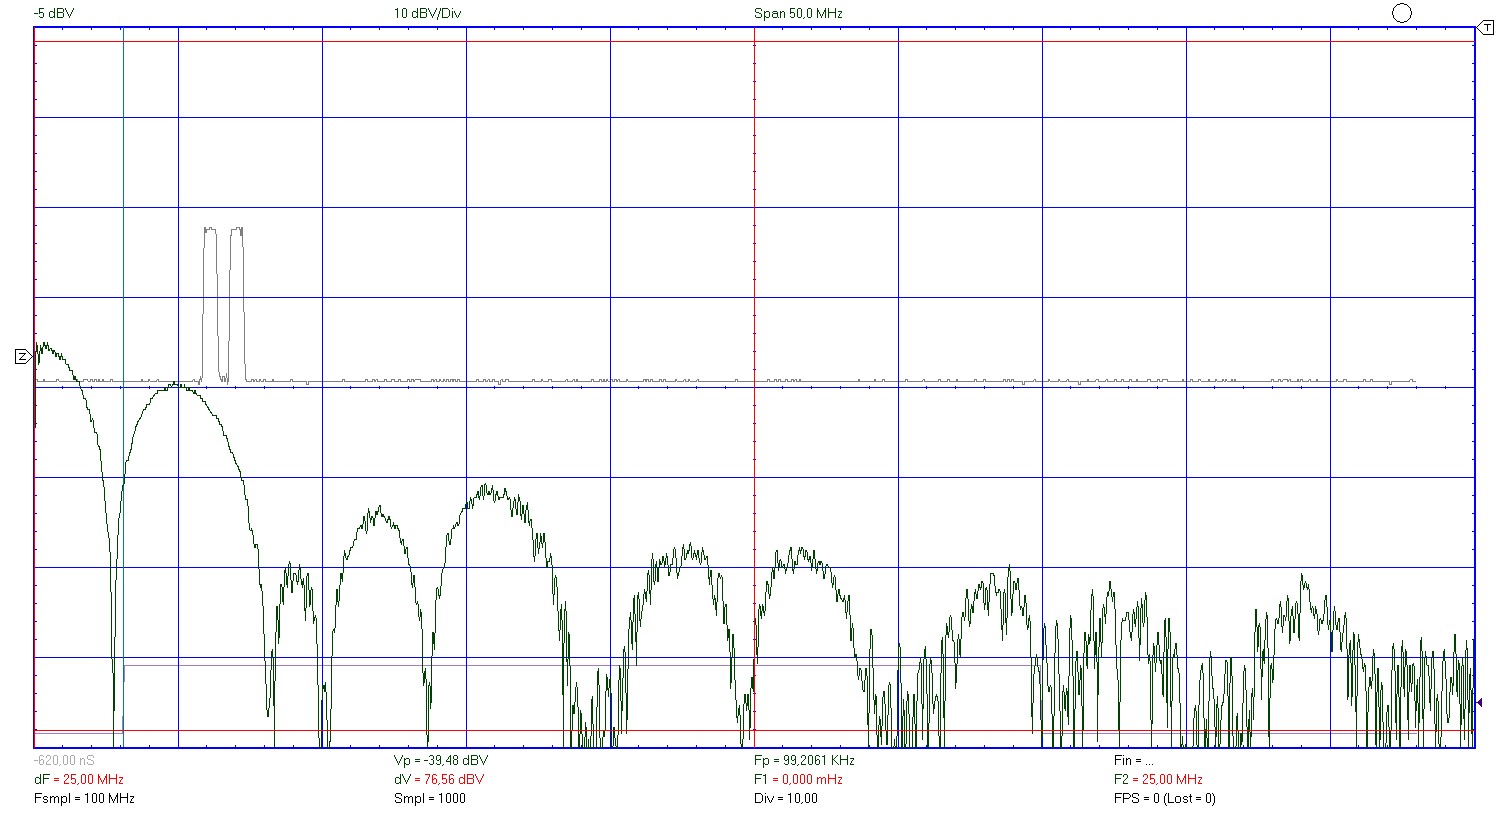 -5 dBV 10 dBV/Div Span 50,0 MHz
T
Z
-620,00 nS Vp = -39,48 dBV Fp = 99,2061 KHz Fin = ...
dF = 25,00 MHz dV = 76,56 dBV F1 = 0,000 mHz F2 = 25,00 MHz
Fsmpl = 100 MHz Smpl = 1000 Div = 10,00 FPS = 0 (Lost = 0)